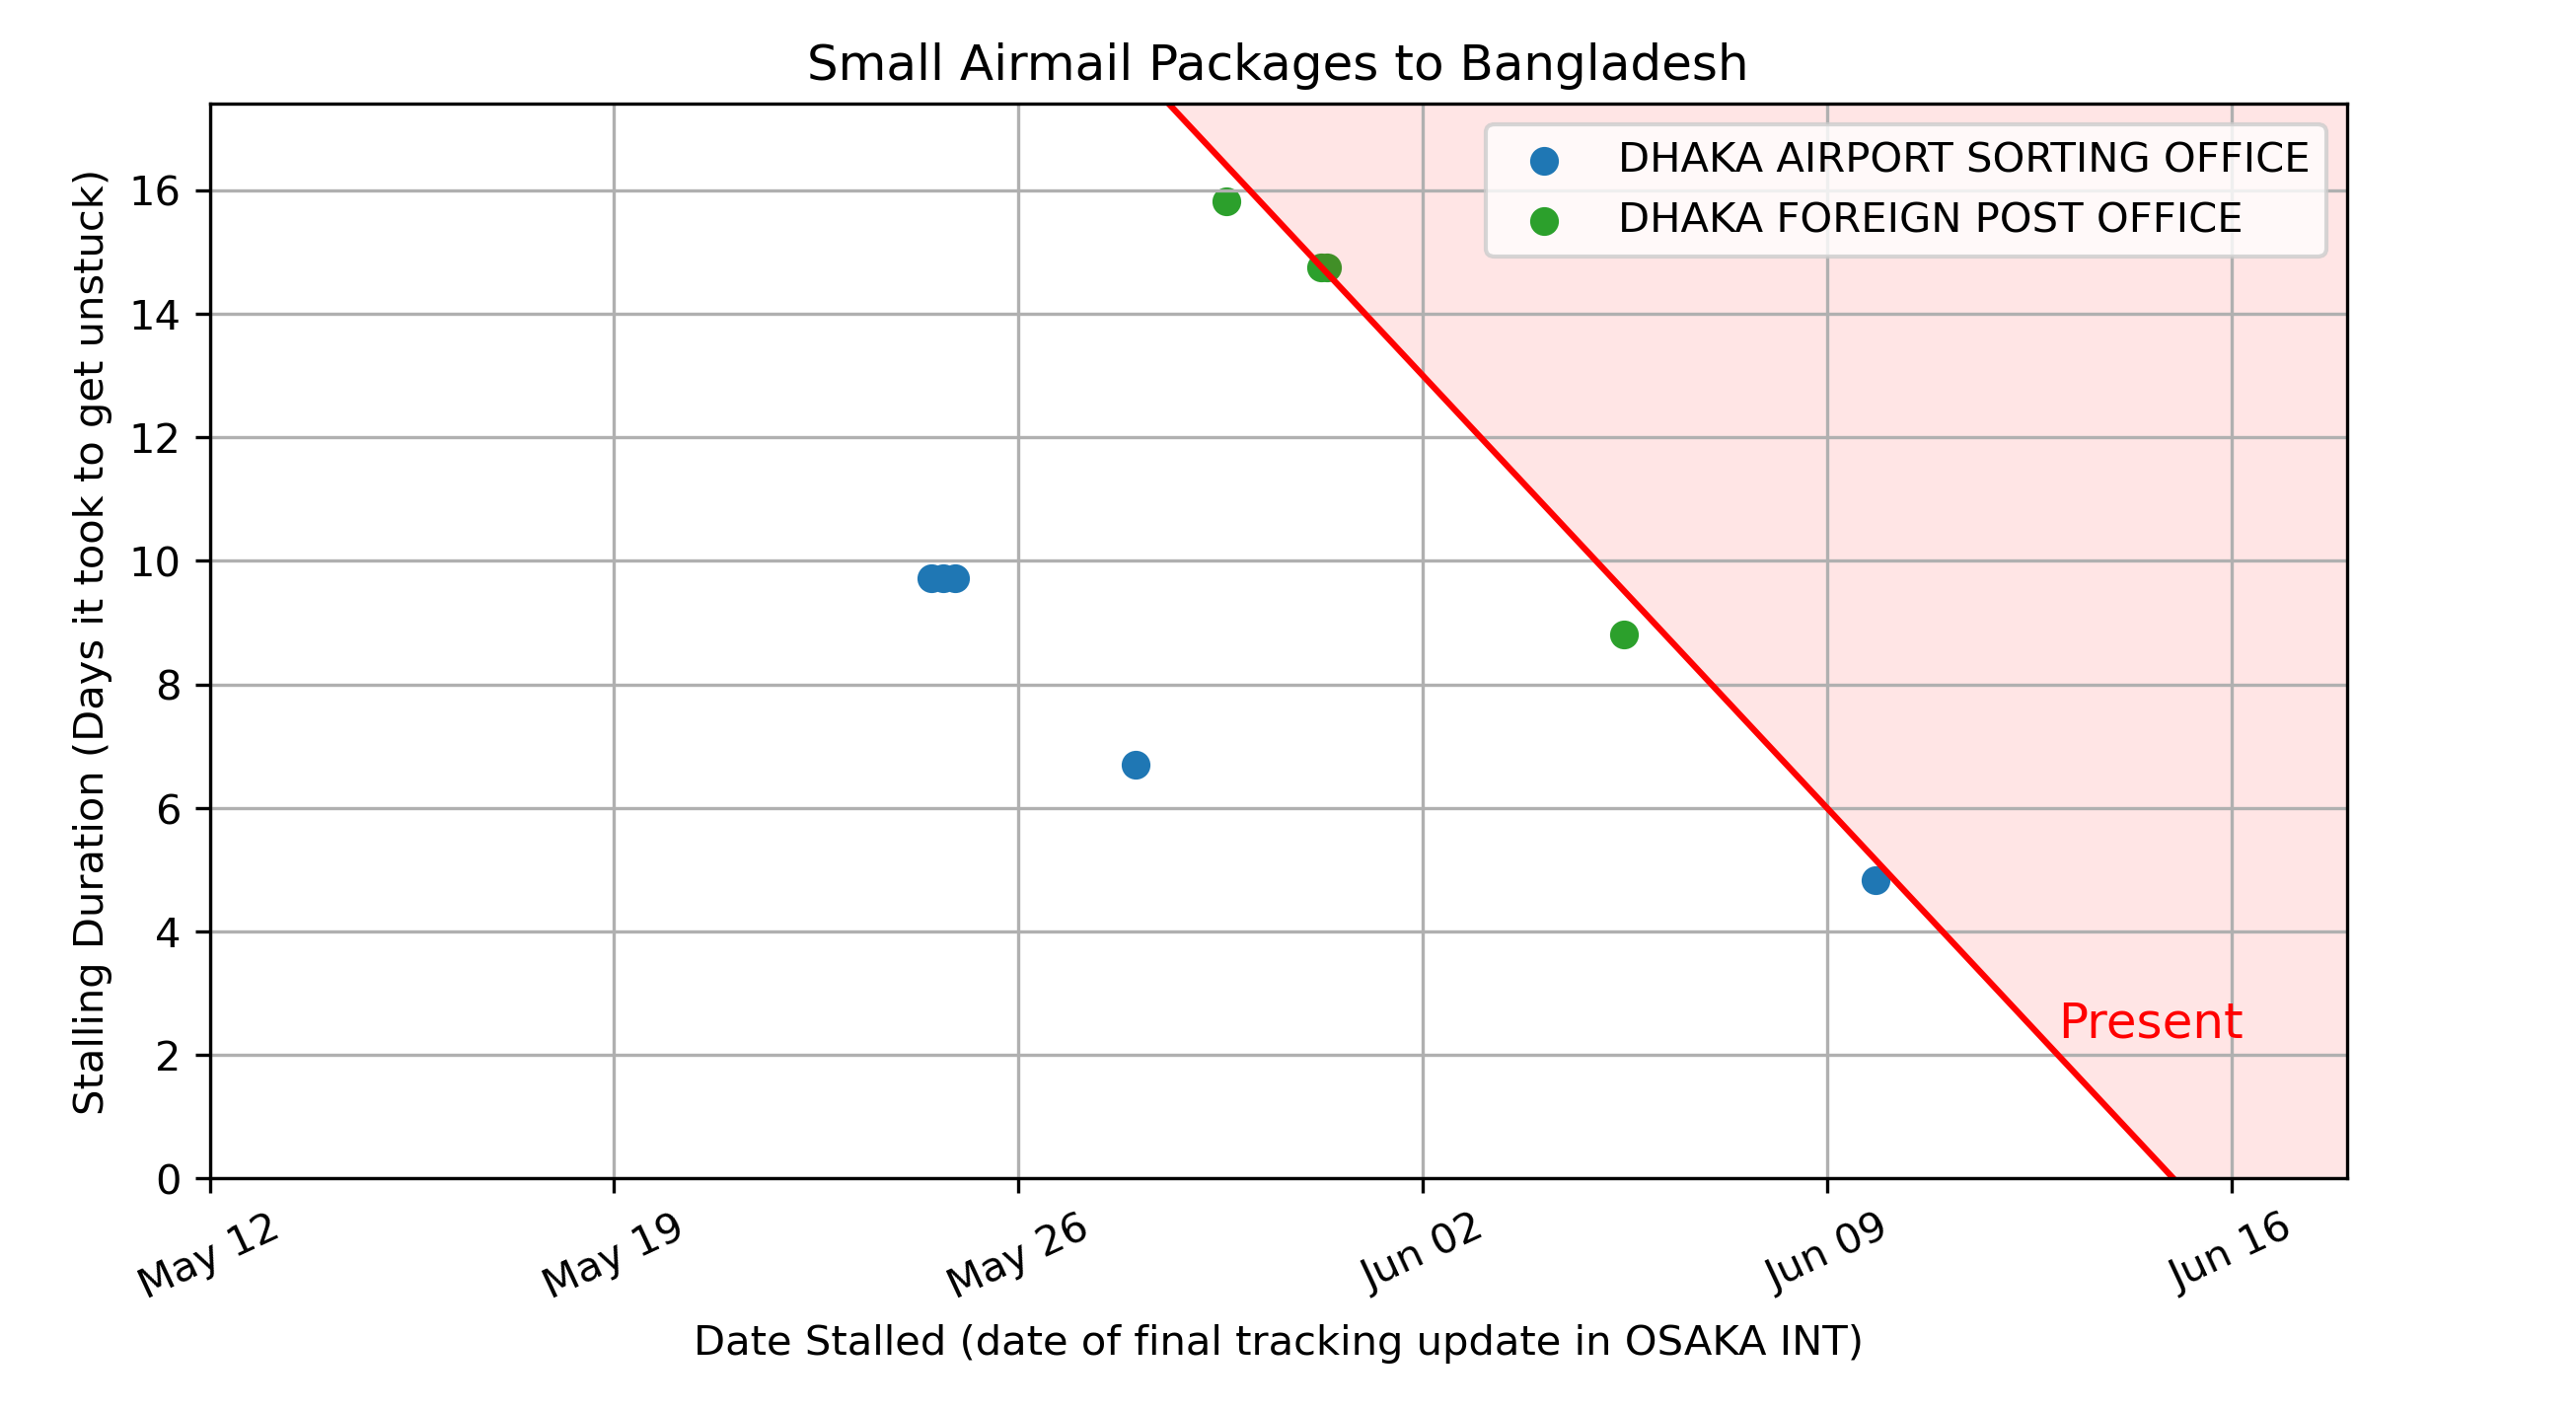 Small Airmail Packages to Bangladesh
DHAKA AIRPORT SORTING OFFICE
DHAKA FOREIGN POST OFFICE
Stalling Duration (Days it took to get unstuck)
16
14
12
10
8
6
4
2
0
Present
May 12
May 19
May 26
Jun 02
Jun 09
Jun 16
Date Stalled (date of final tracking update in OSAKA INT)